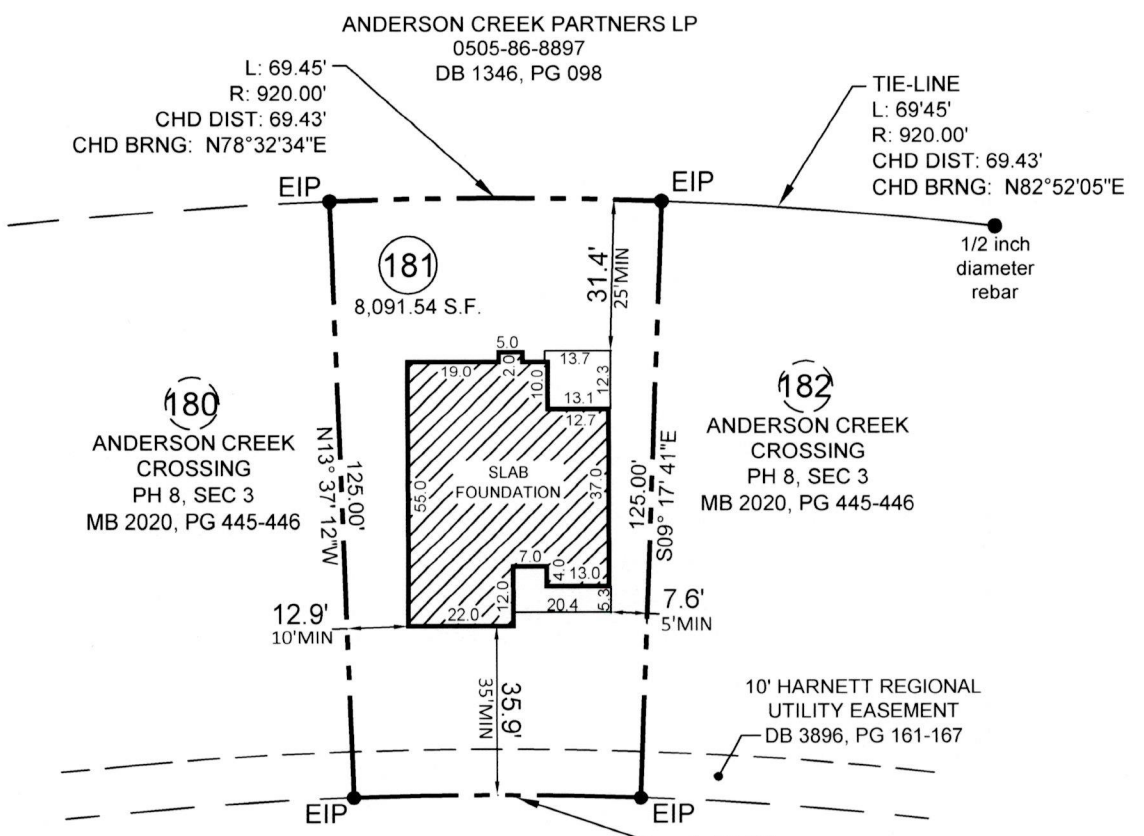 ANDERSON CREEK PARTNERS LP
0505-86-8897
DB 1346, PG 098
L: 69.45'
R: 920.00'
CHD DIST: 69.43'
CHD BRNG: N78°32'34"E
TIE-LINE
L: 69'45'
R: 920.00'
CHD DIST: 69.43'
CHD BRNG: N82°52'05"E
EIP
EIP
1/2 inch
diameter
rebar
181
8,091.54 S.F.
31.4'
25'MIN
5.0
19.0
2.0
10.0
13.7
12.3
13.1
12.7
180
ANDERSON CREEK
CROSSING
PH 8, SEC 3
MB 2020, PG 445-446
N13° 37' 12"W
125.00'
55.0
SLAB
FOUNDATION
37.0
125.00'
S09° 17' 41"E
182
ANDERSON CREEK
CROSSING
PH 8, SEC 3
MB 2020, PG 445-446
7.0
4.0
13.0
12.0
22.0
20.4
5.3
12.9'
10'MIN
7.6'
5'MIN
35.9'
35'MIN
10' HARNETT REGIONAL
UTILITY EASEMENT
DB 3896, PG 161-167
EIP
EIP